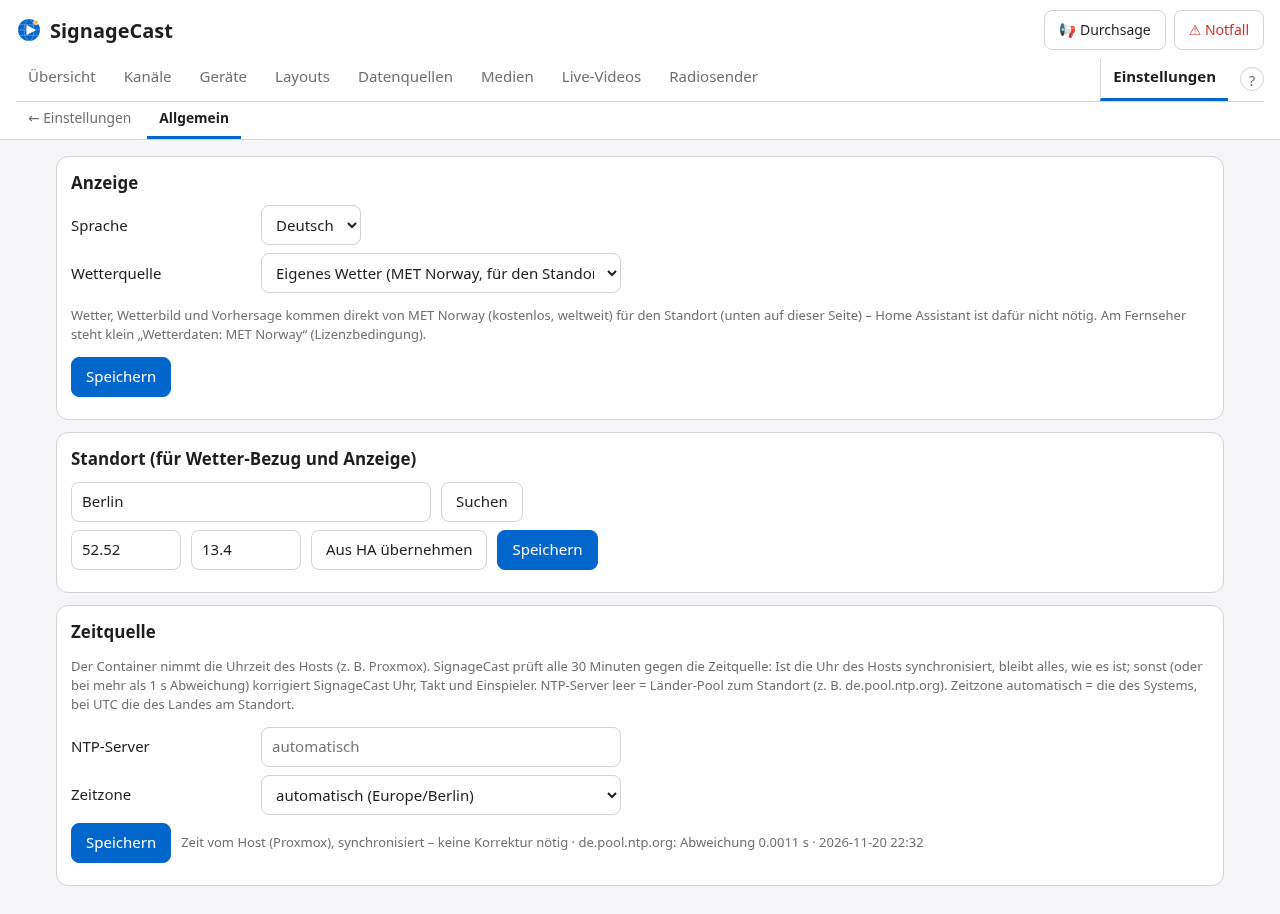 SignageCast
📢 Durchsage
⚠ Notfall
Übersicht
Kanäle
Geräte
Layouts
Datenquellen
Medien
Live-Videos
Radiosender
Einstellungen
?
← Einstellungen
Allgemein
Anzeige
Sprache
Deutsch
Wetterquelle
Eigenes Wetter (MET Norway, für den Standor
Wetter, Wetterbild und Vorhersage kommen direkt von MET Norway (kostenlos, weltweit) für den Standort (unten auf dieser Seite) – Home Assistant ist dafür nicht nötig. Am Fernseher
steht klein „Wetterdaten: MET Norway“ (Lizenzbedingung).
Speichern
Standort (für Wetter-Bezug und Anzeige)
Berlin
Suchen
52.52
13.4
Aus HA übernehmen
Speichern
Zeitquelle
Der Container nimmt die Uhrzeit des Hosts (z. B. Proxmox). SignageCast prüft alle 30 Minuten gegen die Zeitquelle: Ist die Uhr des Hosts synchronisiert, bleibt alles, wie es ist; sonst (oder
bei mehr als 1 s Abweichung) korrigiert SignageCast Uhr, Takt und Einspieler. NTP-Server leer = Länder-Pool zum Standort (z. B. de.pool.ntp.org). Zeitzone automatisch = die des Systems,
bei UTC die des Landes am Standort.
NTP-Server
automatisch
Zeitzone
automatisch (Europe/Berlin)
Speichern
Zeit vom Host (Proxmox), synchronisiert – keine Korrektur nötig · de.pool.ntp.org: Abweichung 0.0011 s · 2026-11-20 22:32